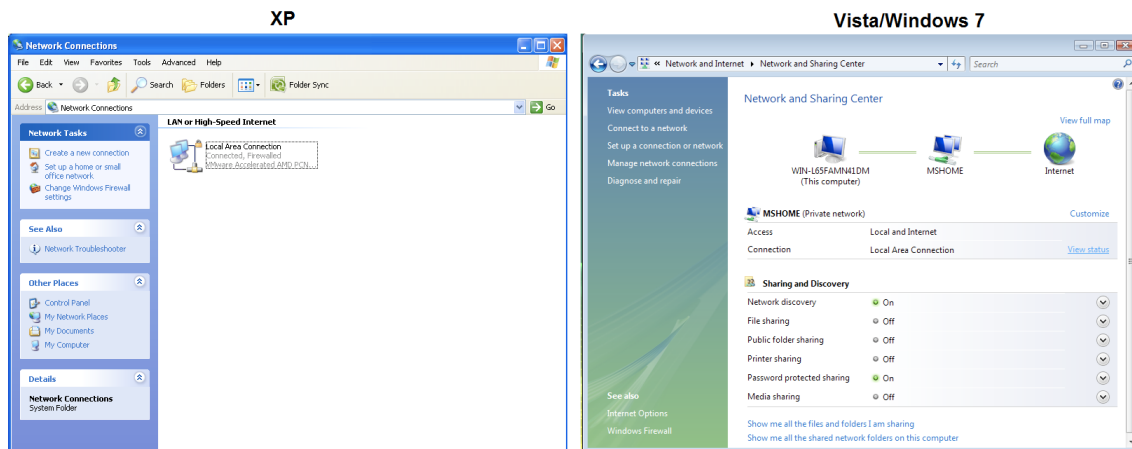 XP
Network Connections
File Edit View Favorites Tools Advanced Help
Back Search Folders Folder Sync
Address Network Connections Go
Network Tasks
Create a new connection
Set up a home or small
office network
Change Windows Firewall
settings
See Also
Network Troubleshooter
Other Places
Control Panel
My Network Places
My Documents
My Computer
Details
Network Connections
System Folder
LAN or High-Speed Internet
Local Area Connection
Connected, Firewalled
VMware Accelerated AMD PCN...
Vista/Windows 7
« Network and Internet Network and Sharing Center Search
Tasks
View computers and devices
Connect to a network
Set up a connection or network
Manage network connections
Diagnose and repair
See also
Internet Options
Windows Firewall
Network and Sharing Center
View full map
WIN-L65FAMN41DM MSHOME Internet
(This computer)
MSHOME (Private network) Customize
Access Local and Internet
Connection Local Area Connection View status
Sharing and Discovery
Network discovery On
File sharing Off
Public folder sharing Off
Printer sharing Off
Password protected sharing On
Media sharing Off
Show me all the files and folders I am sharing
Show me all the shared network folders on this computer